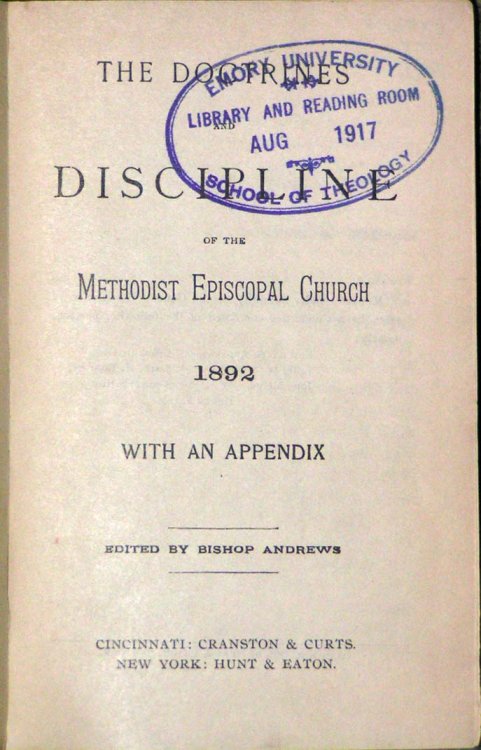 THE DOCTRINES
AND
DISCIPLINE
OF THE
METHODIST EPISCOPAL CHURCH
1892
WITH AN APPENDIX
EDITED BY BISHOP ANDREWS
CINCINNATI: CRANSTON & CURTS.
NEW YORK: HUNT & EATON.
EMORY UNIVERSITY
LIBRARY AND READING ROOM
AUG 1917
SCHOOL OF THEOLOGY